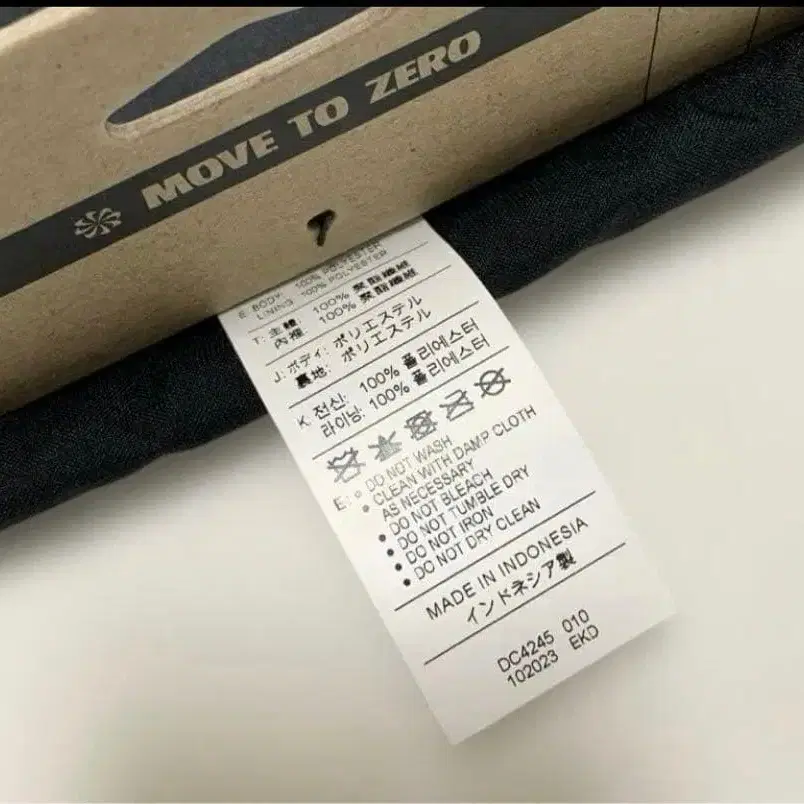 MOVE TO ZERO
E: BODY: 100% POLYESTER
LINING: 100% POLYESTER
T: 主體: 100% 聚酯纖維
內裡: 100% 聚酯纖維
J: ボディ: ポリエステル
裏地: ポリエステル
K: 전신: 100% 폴리에스터
라이닝: 100% 폴리에스터
E: • DO NOT WASH
• CLEAN WITH DAMP CLOTH
AS NECESSARY
• DO NOT BLEACH
• DO NOT TUMBLE DRY
• DO NOT IRON
• DO NOT DRY CLEAN
MADE IN INDONESIA
インドネシア製
DC4245 010
102023 EKD